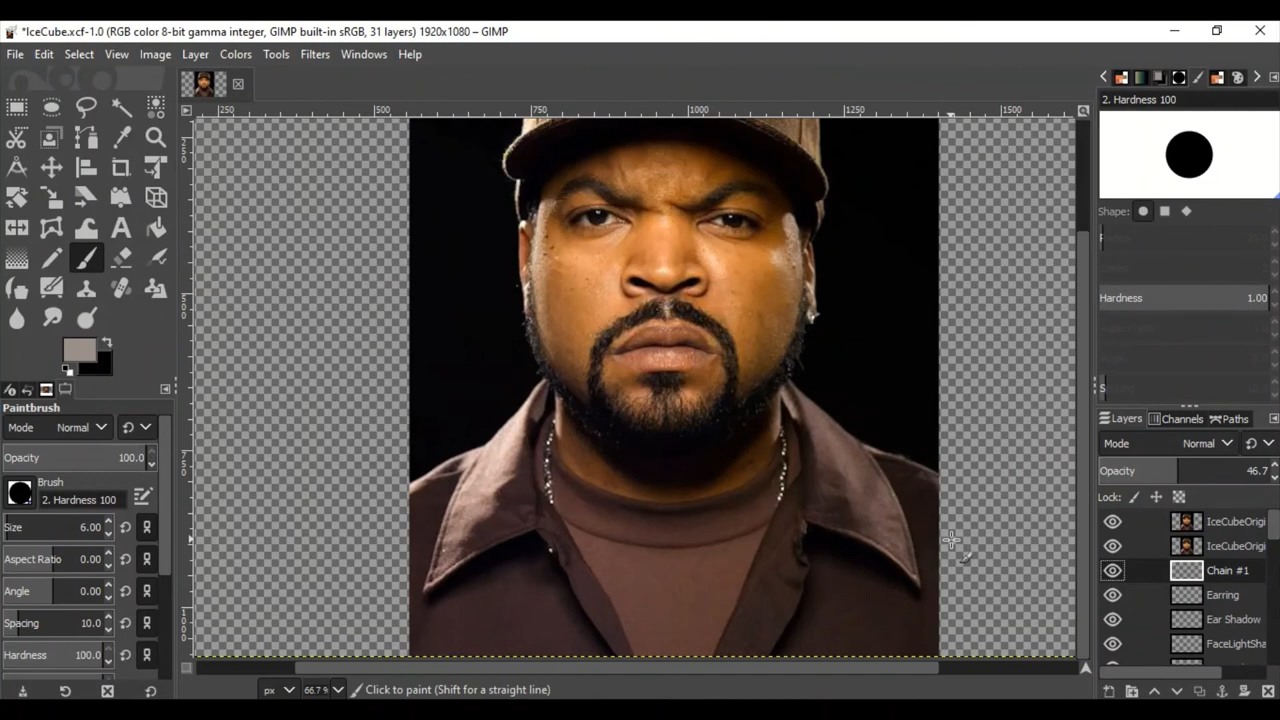 *IceCube.xcf-1.0 (RGB color 8-bit gamma integer, GIMP built-in sRGB, 31 layers) 1920x1080 – GIMP
File Edit Select View Image Layer Colors Tools Filters Windows Help
2. Hardness 100
250 500 750 1000 1250 1500
Shape:
Hardness 1.00
250
500
750
1000
Paintbrush
Mode Normal
Opacity 100.0
Brush
2. Hardness 100
Size 6.00
Aspect Ratio 0.00
Angle 0.00
Spacing 10.0
Hardness 100.0
Layers Channels Paths
Mode Normal
Opacity 46.7
Lock:
IceCubeOrigi
IceCubeOrigi
Chain #1
Earring
Ear Shadow
FaceLightSha
px 66.7 % Click to paint (Shift for a straight line)